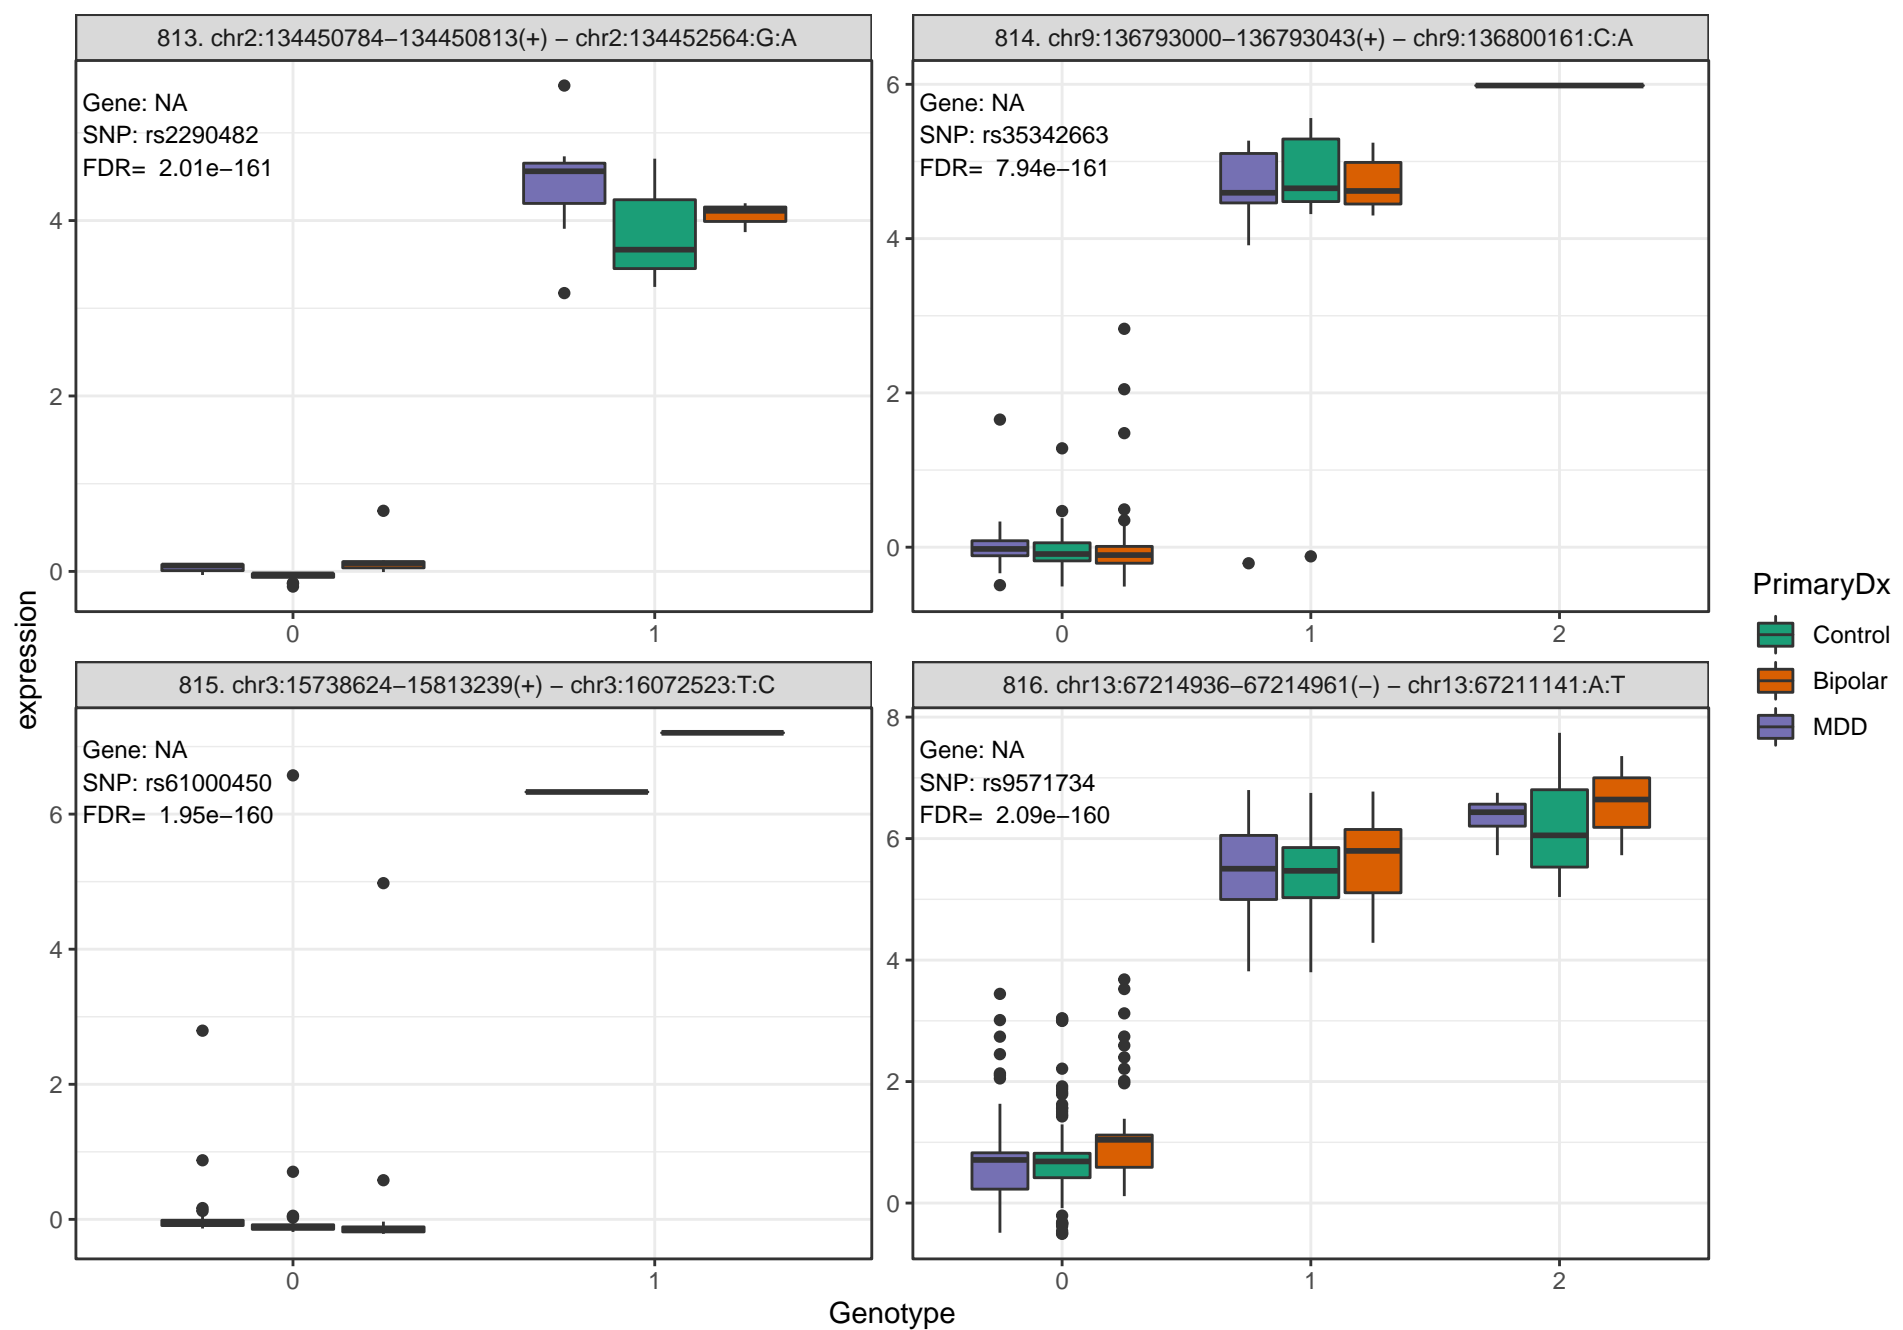 813. chr2:134450784−134450813(+) − chr2:134452564:G:A
Gene: NA
SNP: rs2290482
FDR= 2.01e−161
4
2
0
0
1
814. chr9:136793000−136793043(+) − chr9:136800161:C:A
Gene: NA
SNP: rs35342663
FDR= 7.94e−161
6
4
2
0
0
1
2
815. chr3:15738624−15813239(+) − chr3:16072523:T:C
Gene: NA
SNP: rs61000450
FDR= 1.95e−160
6
4
2
0
0
1
816. chr13:67214936−67214961(−) − chr13:67211141:A:T
Gene: NA
SNP: rs9571734
FDR= 2.09e−160
8
6
4
2
0
0
1
2
expression
Genotype
PrimaryDx
Control
Bipolar
MDD